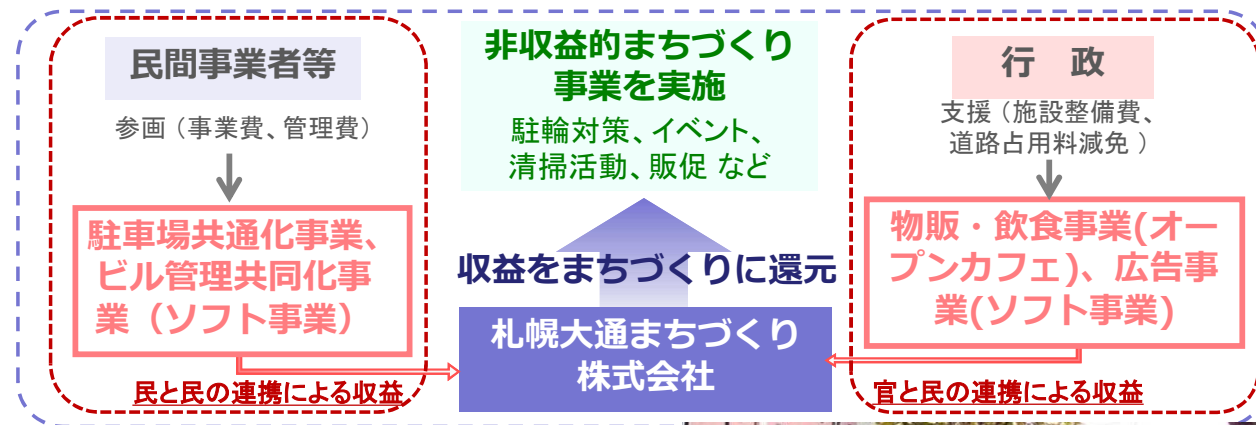 民間事業者等
参画（事業費、管理費）
駐車場共通化事業、
ビル管理共同化事
業（ソフト事業）
民と民の連携による収益
非収益的まちづくり
事業を実施
駐輪対策、イベント、
清掃活動、販促 など
収益をまちづくりに還元
札幌大通まちづくり
株式会社
行　政
支援（施設整備費、
道路占用料減免 ）
物販・飲食事業(オー
プンカフェ)、広告事
業(ソフト事業)
官と民の連携による収益